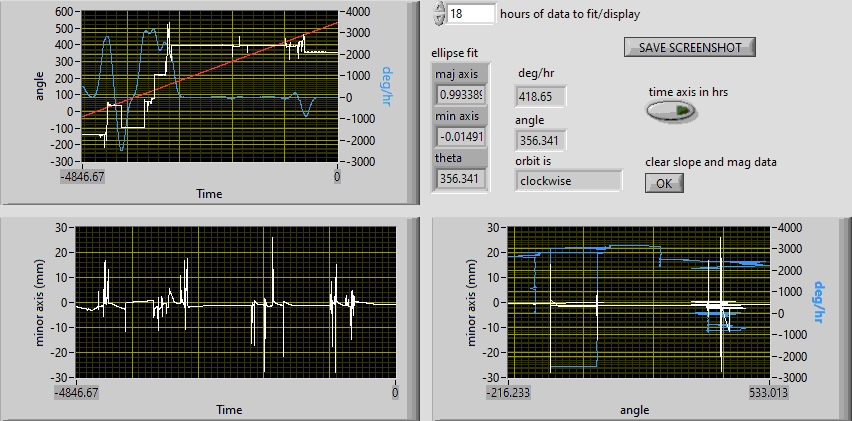 18 hours of data to fit/display
SAVE SCREENSHOT
time axis in hrs
clear slope and mag data
OK
ellipse fit
maj axis
0.99338
min axis
-0.01491
theta
356.341
deg/hr
418.65
angle
356.341
orbit is
clockwise
angle
600
500
400
300
200
100
0
-100
-200
-300
4000
3000
2000
1000
0
-1000
-2000
-3000
deg/hr
-4846.67
0
Time
minor axis (mm)
30
20
10
0
-10
-20
-30
-4846.67
0
Time
minor axis (mm)
30
20
10
0
-10
-20
-30
4000
3000
2000
1000
0
-1000
-2000
-3000
deg/hr
-216.233
533.013
angle